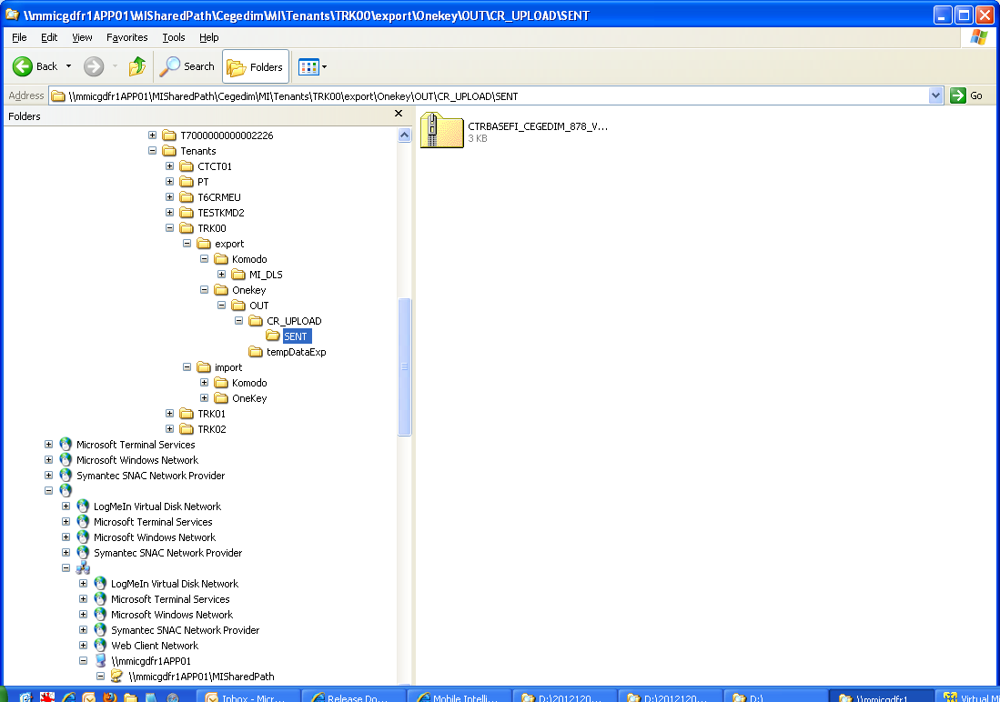 \\mmicgdfr1APP01\MISharedPath\Cegedim\MI\Tenants\TRK00\export\Onekey\OUT\CR_UPLOAD\SENT
File Edit View Favorites Tools Help
Back Search Folders
Address \\mmicgdfr1APP01\MISharedPath\Cegedim\MI\Tenants\TRK00\export\Onekey\OUT\CR_UPLOAD\SENT Go
Folders
T7000000000002226
Tenants
CTCT01
PT
T6CRMEU
TESTKMD2
TRK00
export
Komodo
MI_DLS
Onekey
OUT
CR_UPLOAD
SENT
tempDataExp
import
Komodo
OneKey
TRK01
TRK02
Microsoft Terminal Services
Microsoft Windows Network
Symantec SNAC Network Provider
LogMeIn Virtual Disk Network
Microsoft Terminal Services
Microsoft Windows Network
Symantec SNAC Network Provider
LogMeIn Virtual Disk Network
Microsoft Terminal Services
Microsoft Windows Network
Symantec SNAC Network Provider
Web Client Network
\\mmicgdfr1APP01
\\mmicgdfr1APP01\MISharedPath
CTRBASEFI_CEGEDIM_878_V...
3 KB
Inbox - Micr... Release Do... Mobile Intelli... D:\2012120... D:\2012120... D:\ \\mmicgdfr1... Virtual Mi